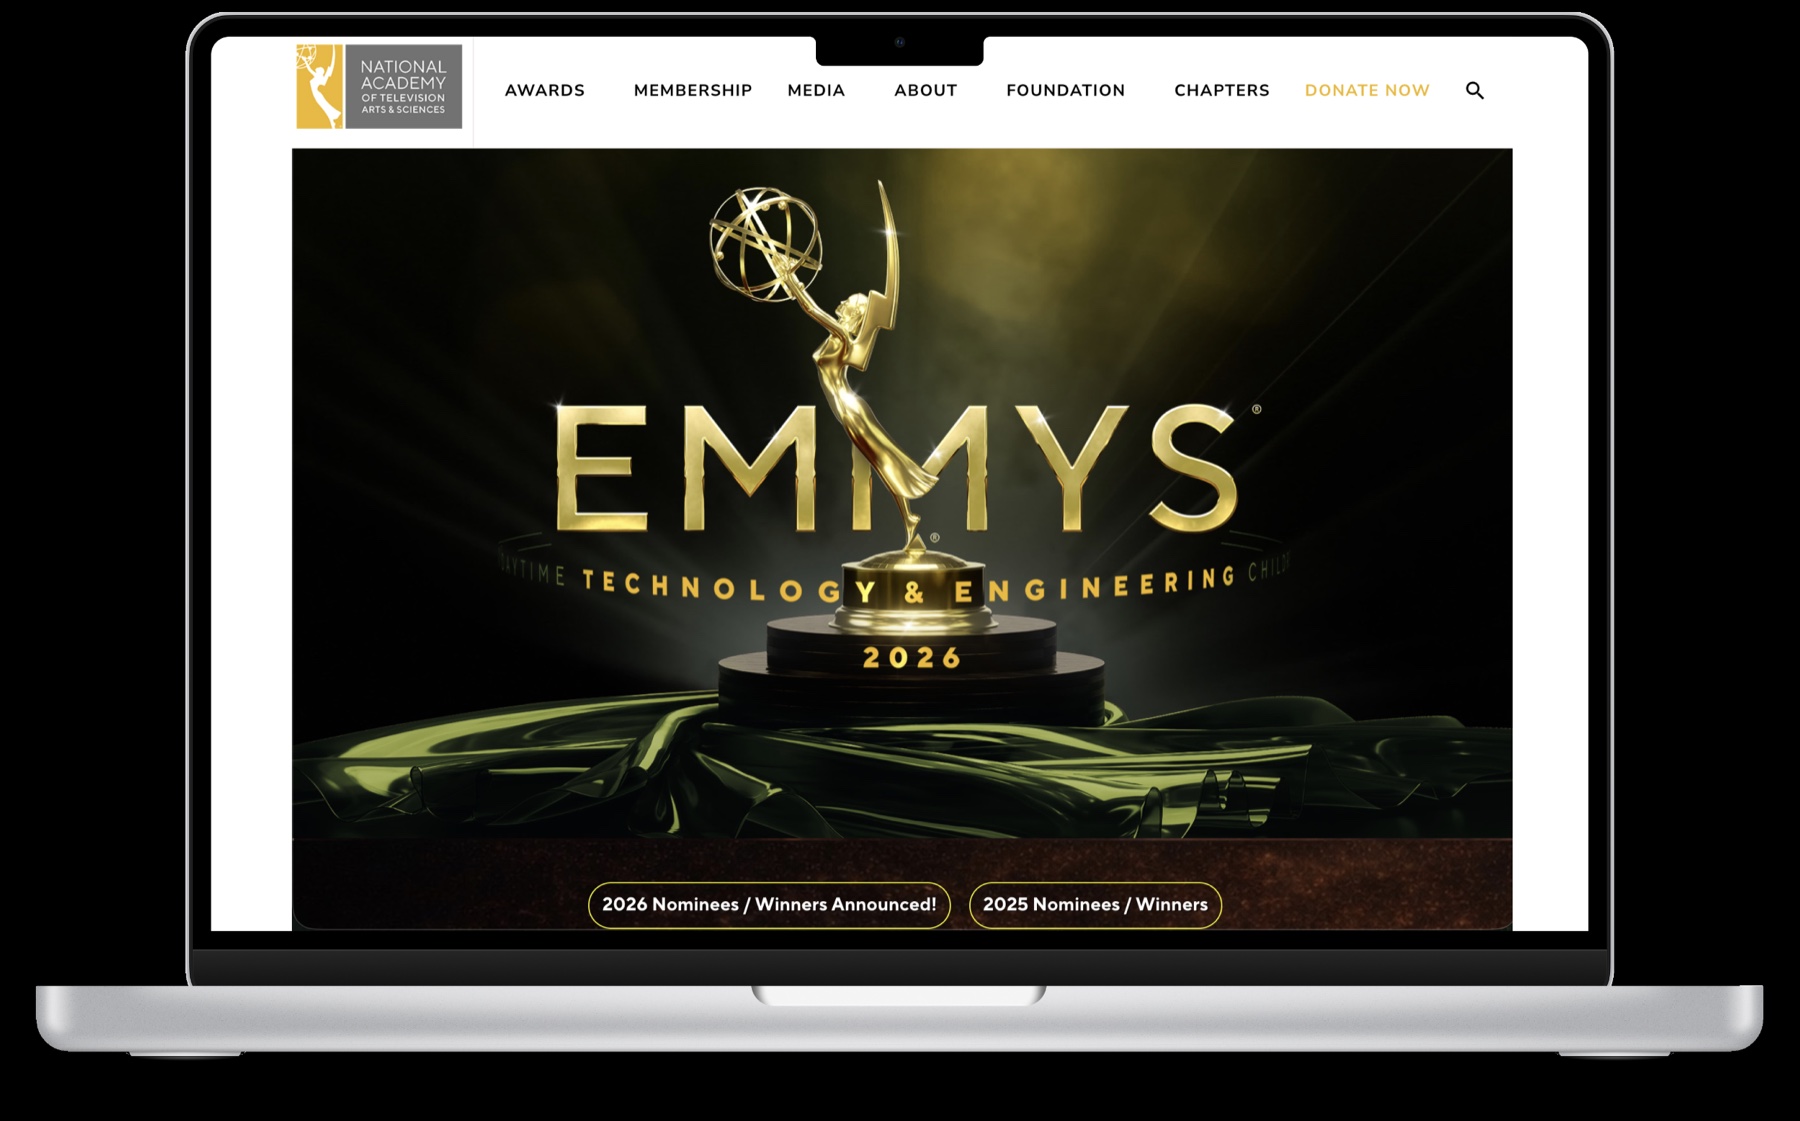 NATIONAL
ACADEMY
OF TELEVISION
ARTS & SCIENCES
AWARDS
MEMBERSHIP
MEDIA
ABOUT
FOUNDATION
CHAPTERS
DONATE NOW
EMMYS®
®
TECHNOLOGY & ENGINEERING
2026
2026 Nominees / Winners Announced!
2025 Nominees / Winners